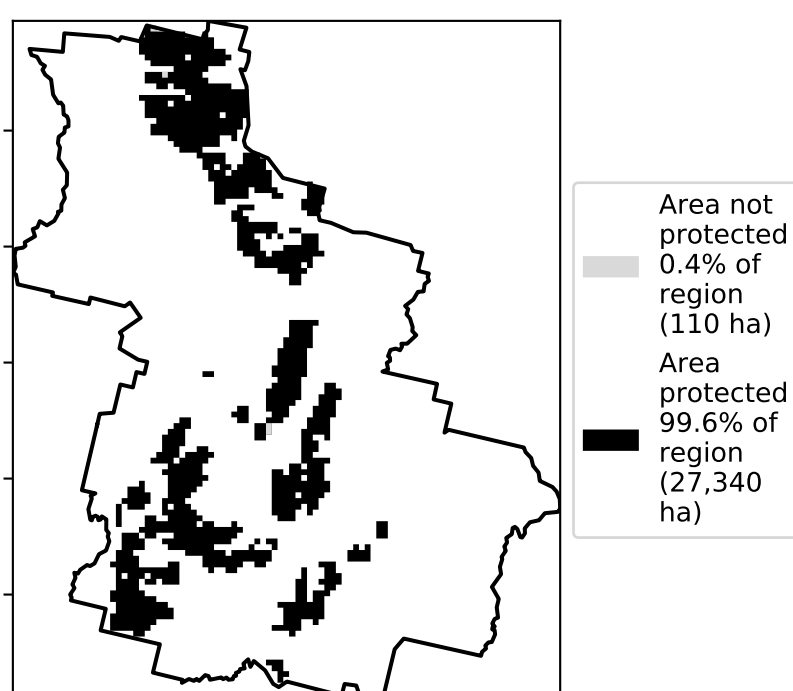 Area not
protected
0.4% of
region
(110 ha)
Area
protected
99.6% of
region
(27,340
ha)